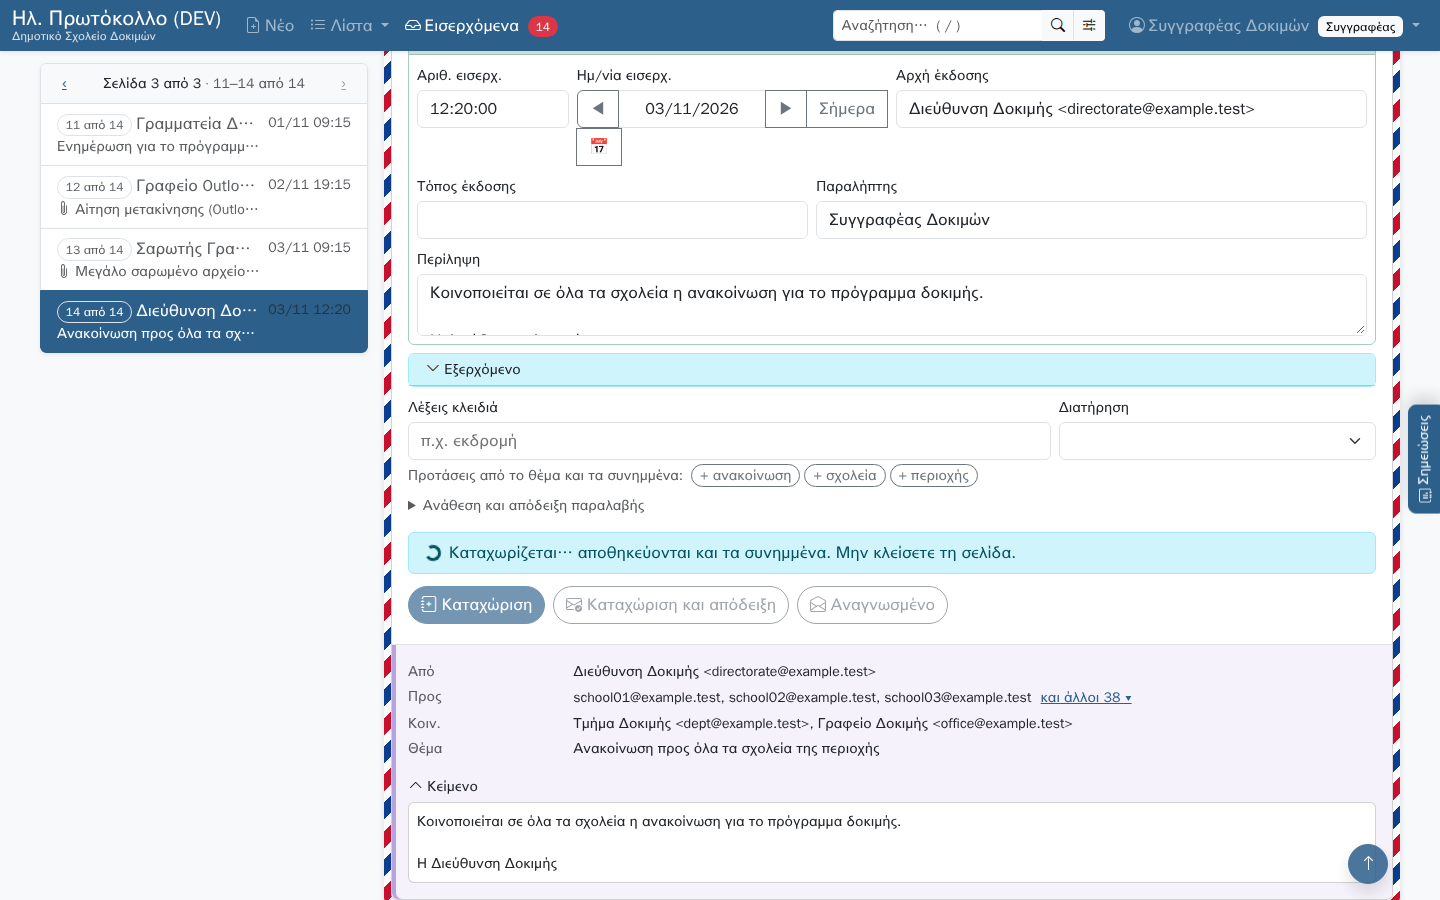 Ηλ. Πρωτόκολλο (DEV)
Δημοτικό Σχολείο Δοκιμών
Νέο
Λίστα
Εισερχόμενα 14
Αναζήτηση… ( / )
Συγγραφέας Δοκιμών Συγγραφέας
‹ Σελίδα 3 από 3 · 11–14 από 14 ›
11 από 14 Γραμματεία Δ… 01/11 09:15
Ενημέρωση για το πρόγραμμ…
12 από 14 Γραφείο Outlo… 02/11 19:15
Αίτηση μετακίνησης (Outlo…
13 από 14 Σαρωτής Γρα… 03/11 09:15
Μεγάλο σαρωμένο αρχείο…
14 από 14 Διεύθυνση Δο… 03/11 12:20
Ανακοίνωση προς όλα τα σχ…
Αριθ. εισερχ. Ημ/νία εισερχ. Αρχή έκδοσης
12:20:00 ◀ 03/11/2026 ▶ Σήμερα Διεύθυνση Δοκιμής <directorate@example.test>
Τόπος έκδοσης Παραλήπτης
Συγγραφέας Δοκιμών
Περίληψη
Κοινοποιείται σε όλα τα σχολεία η ανακοίνωση για το πρόγραμμα δοκιμής.
Εξερχόμενο
Λέξεις κλειδιά Διατήρηση
π.χ. εκδρομή
Προτάσεις από το θέμα και τα συνημμένα: + ανακοίνωση + σχολεία + περιοχής
▶ Ανάθεση και απόδειξη παραλαβής
Καταχωρίζεται… αποθηκεύονται και τα συνημμένα. Μην κλείσετε τη σελίδα.
Καταχώριση Καταχώριση και απόδειξη Αναγνωσμένο
Από Διεύθυνση Δοκιμής <directorate@example.test>
Προς school01@example.test, school02@example.test, school03@example.test και άλλοι 38 ▾
Κοιν. Τμήμα Δοκιμής <dept@example.test>, Γραφείο Δοκιμής <office@example.test>
Θέμα Ανακοίνωση προς όλα τα σχολεία της περιοχής
Κείμενο
Κοινοποιείται σε όλα τα σχολεία η ανακοίνωση για το πρόγραμμα δοκιμής.
Η Διεύθυνση Δοκιμής
Σημειώσεις